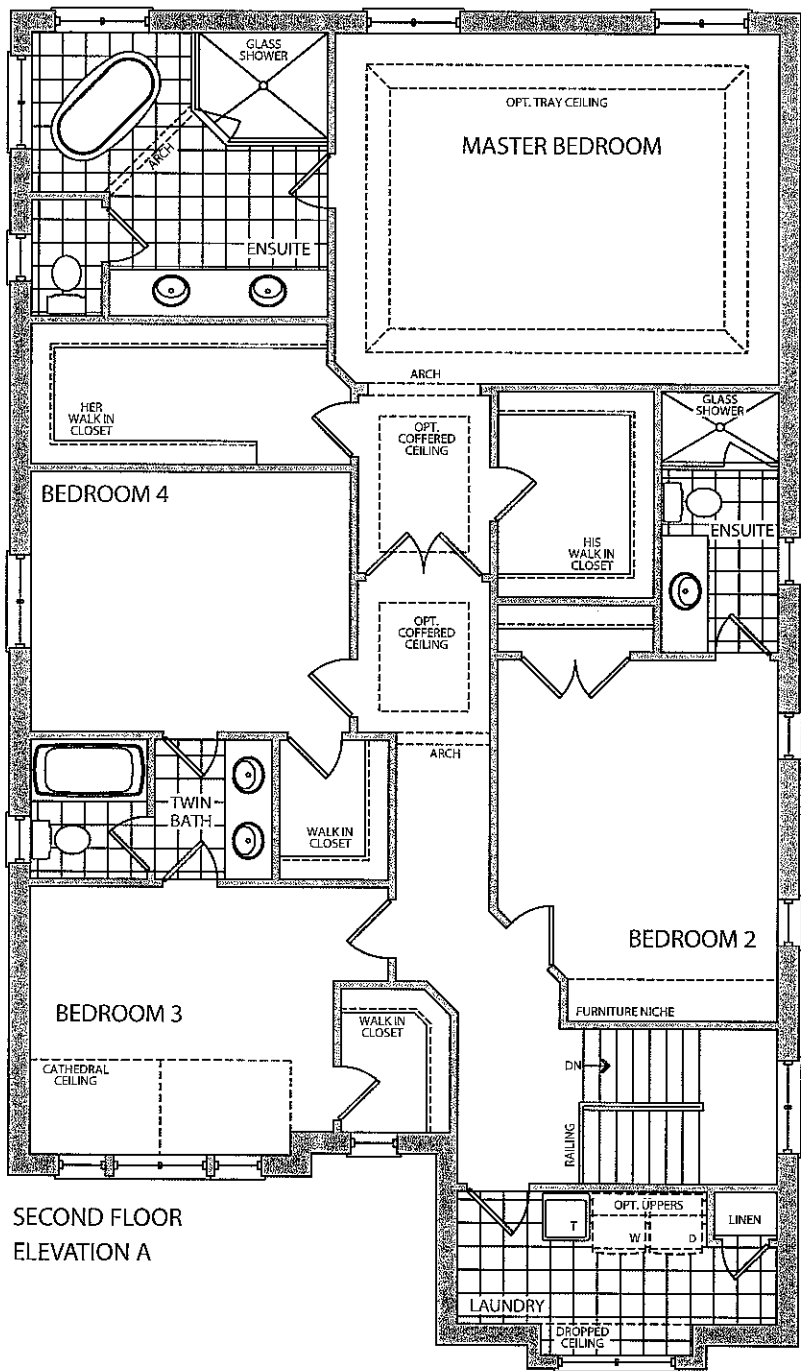 GLASS
SHOWER
OPT. TRAY CEILING
MASTER BEDROOM
ARCH
ENSUITE
ARCH
HER
WALK IN
CLOSET
OPT.
COFFERED
CEILING
GLASS
SHOWER
BEDROOM 4
ENSUITE
HIS
WALK IN
CLOSET
OPT.
COFFERED
CEILING
ARCH
TWIN
BATH
WALK IN
CLOSET
BEDROOM 2
BEDROOM 3
WALK IN
CLOSET
FURNITURE NICHE
CATHEDRAL
CEILING
DN
RAILING
SECOND FLOOR
ELEVATION A
OPT. UPPERS
T
W
D
LINEN
LAUNDRY
DROPPED
CEILING